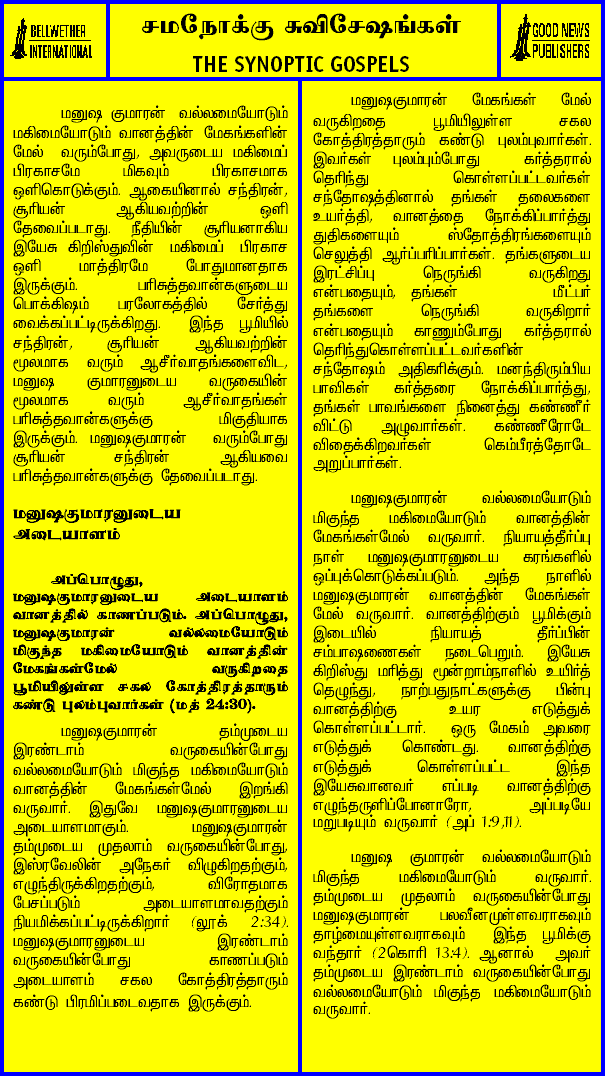 BELLWETHER
INTERNATIONAL
சமநோக்கு சுவிசேஷங்கள்
THE SYNOPTIC GOSPELS
GOOD NEWS
PUBLISHERS
மனுஷ குமாரன் வல்லமையோடும்
மகிமையோடும் வானத்தின் மேகங்களின்
மேல் வரும்போது, அவருடைய மகிமைப்
பிரகாசமே மிகவும் பிரகாசமாக
ஒளிகொடுக்கும். ஆகையினால் சந்திரன்,
சூரியன் ஆகியவற்றின் ஒளி
தேவைப்படாது. நீதியின் சூரியனாகிய
இயேசு கிறிஸ்துவின் மகிமைப் பிரகாச
ஒளி மாத்திரமே போதுமானதாக
இருக்கும். பரிசுத்தவான்களுடைய
பொக்கிஷம் பரலோகத்தில் சேர்த்து
வைக்கப்பட்டிருக்கிறது. இந்த பூமியில்
சந்திரன், சூரியன் ஆகியவற்றின்
மூலமாக வரும் ஆசீர்வாதங்களைவிட,
மனுஷ குமாரனுடைய வருகையின்
மூலமாக வரும் ஆசீர்வாதங்கள்
பரிசுத்தவான்களுக்கு மிகுதியாக
இருக்கும். மனுஷகுமாரன் வரும்போது
சூரியன் சந்திரன் ஆகியவை
பரிசுத்தவான்களுக்கு தேவைப்படாது.
மனுஷகுமாரனுடைய
அடையாளம்
அப்பொழுது,
மனுஷகுமாரனுடைய அடையாளம்
வானத்தில் காணப்படும். அப்பொழுது,
மனுஷகுமாரன் வல்லமையோடும்
மிகுந்த மகிமையோடும் வானத்தின்
மேகங்கள்மேல் வருகிறதை
பூமியிலுள்ள சகல கோத்திரத்தாரும்
கண்டு புலம்புவார்கள் (மத் 24:30).
மனுஷகுமாரன் தம்முடைய
இரண்டாம் வருகையின்போது
வல்லமையோடும் மிகுந்த மகிமையோடும்
வானத்தின் மேகங்கள்மேல் இறங்கி
வருவார். இதுவே மனுஷகுமாரனுடைய
அடையாளமாகும். மனுஷகுமாரன்
தம்முடைய முதலாம் வருகையின்போது,
இஸ்ரவேலின் அநேகர் விழுகிறதற்கும்,
எழுந்திருக்கிறதற்கும், விரோதமாக
பேசப்படும் அடையாளமாவதற்கும்
நியமிக்கப்பட்டிருக்கிறார் (லூக் 2:34).
மனுஷகுமாரனுடைய இரண்டாம்
வருகையின்போது காணப்படும்
அடையாளம் சகல கோத்திரத்தாரும்
கண்டு பிரமிப்படைவதாக இருக்கும்.
மனுஷகுமாரன் மேகங்கள் மேல்
வருகிறதை பூமியிலுள்ள சகல
கோத்திரத்தாரும் கண்டு புலம்புவார்கள்.
இவர்கள் புலம்பும்போது கர்த்தரால்
தெரிந்து கொள்ளப்பட்டவர்கள்
சந்தோஷத்தினால் தங்கள் தலைகளை
உயர்த்தி, வானத்தை நோக்கிப்பார்த்து
துதிகளையும் ஸ்தோத்திரங்களையும்
செலுத்தி ஆர்ப்பரிப்பார்கள். தங்களுடைய
இரட்சிப்பு நெருங்கி வருகிறது
என்பதையும், தங்கள் மீட்பர்
தங்களை நெருங்கி வருகிறார்
என்பதையும் காணும்போது கர்த்தரால்
தெரிந்துகொள்ளப்பட்டவர்களின்
சந்தோஷம் அதிகரிக்கும். மனந்திரும்பிய
பாவிகள் கர்த்தரை நோக்கிப்பார்த்து,
தங்கள் பாவங்களை நினைத்து கண்ணீர்
விட்டு அழுவார்கள். கண்ணீரோடே
விதைக்கிறவர்கள் கெம்பீரத்தோடே
அறுப்பார்கள்.
மனுஷகுமாரன் வல்லமையோடும்
மிகுந்த மகிமையோடும் வானத்தின்
மேகங்கள்மேல் வருவார். நியாயத்தீர்ப்பு
நாள் மனுஷகுமாரனுடைய கரங்களில்
ஒப்புக்கொடுக்கப்படும். அந்த நாளில்
மனுஷகுமாரன் வானத்தின் மேகங்கள்
மேல் வருவார். வானத்திற்கும் பூமிக்கும்
இடையில் நியாயத் தீர்ப்பின்
சம்பாஷணைகள் நடைபெறும். இயேசு
கிறிஸ்து மரித்து மூன்றாம்நாளில் உயிர்த்
தெழுந்து, நாற்பதுநாட்களுக்கு பின்பு
வானத்திற்கு உயர எடுத்துக்
கொள்ளப்பட்டார். ஒரு மேகம் அவரை
எடுத்துக் கொண்டது. வானத்திற்கு
எடுத்துக் கொள்ளப்பட்ட இந்த
இயேசுவானவர் எப்படி வானத்திற்கு
எழுந்தருளிப்போனாரோ, அப்படியே
மறுபடியும் வருவார் (அப் 1:9,11).
மனுஷ குமாரன் வல்லமையோடும்
மிகுந்த மகிமையோடும் வருவார்.
தம்முடைய முதலாம் வருகையின்போது
மனுஷகுமாரன் பலவீனமுள்ளவராகவும்
தாழ்மையுள்ளவராகவும் இந்த பூமிக்கு
வந்தார் (2கொரி 13:4). ஆனால் அவர்
தம்முடைய இரண்டாம் வருகையின்போது
வல்லமையோடும் மிகுந்த மகிமையோடும்
வருவார்.